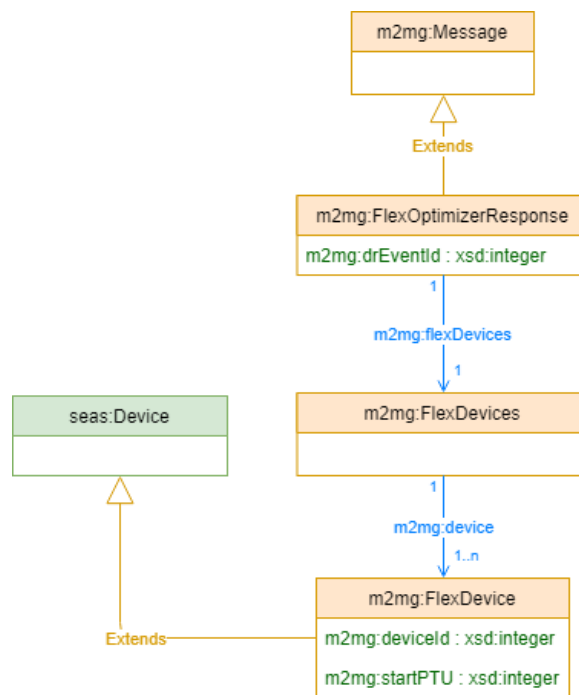 m2mg:Message
Extends
m2mg:FlexOptimizerResponse
m2mg:drEventId : xsd:integer
1
m2mg:flexDevices
1
seas:Device
m2mg:FlexDevices
1
m2mg:device
1..n
m2mg:FlexDevice
Extends
m2mg:deviceId : xsd:integer
m2mg:startPTU : xsd:integer